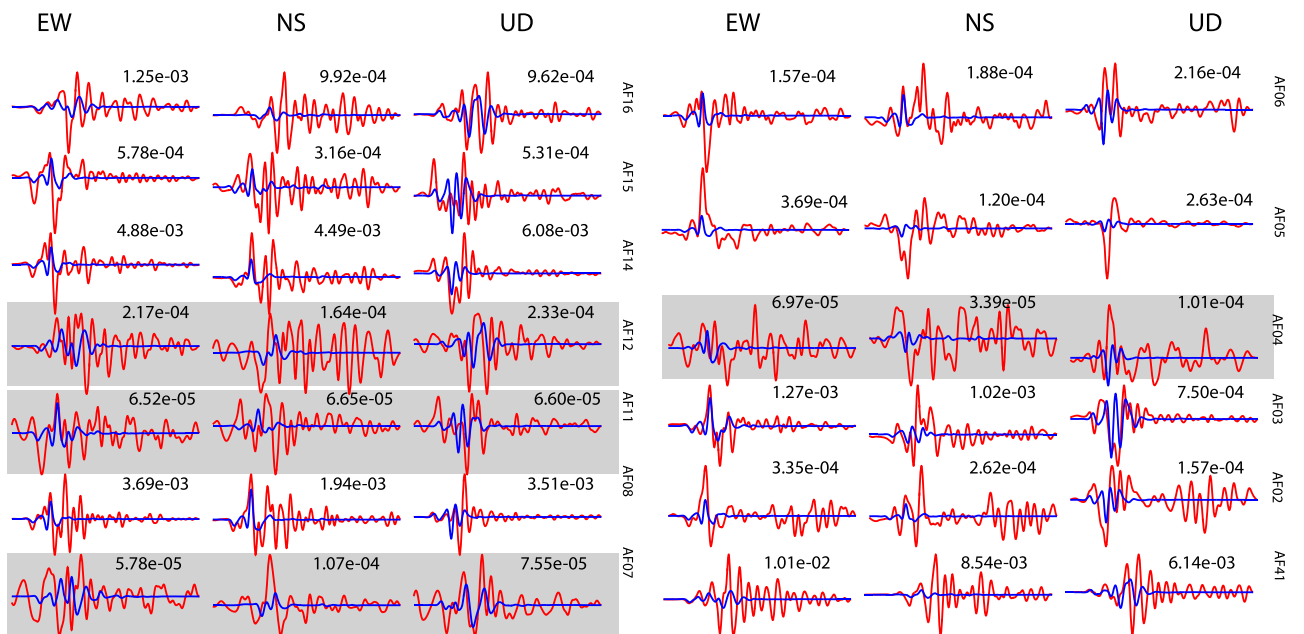 EW NS UD
1.25e-03 9.92e-04 9.62e-04 AF16
5.78e-04 3.16e-04 5.31e-04 AF15
4.88e-03 4.49e-03 6.08e-03 AF14
2.17e-04 1.64e-04 2.33e-04 AF12
6.52e-05 6.65e-05 6.60e-05 AF11
3.69e-03 1.94e-03 3.51e-03 AF08
5.78e-05 1.07e-04 7.55e-05 AF07
EW NS UD
1.57e-04 1.88e-04 2.16e-04 AF06
3.69e-04 1.20e-04 2.63e-04 AF05
6.97e-05 3.39e-05 1.01e-04 AF04
1.27e-03 1.02e-03 7.50e-04 AF03
3.35e-04 2.62e-04 1.57e-04 AF02
1.01e-02 8.54e-03 6.14e-03 AF41